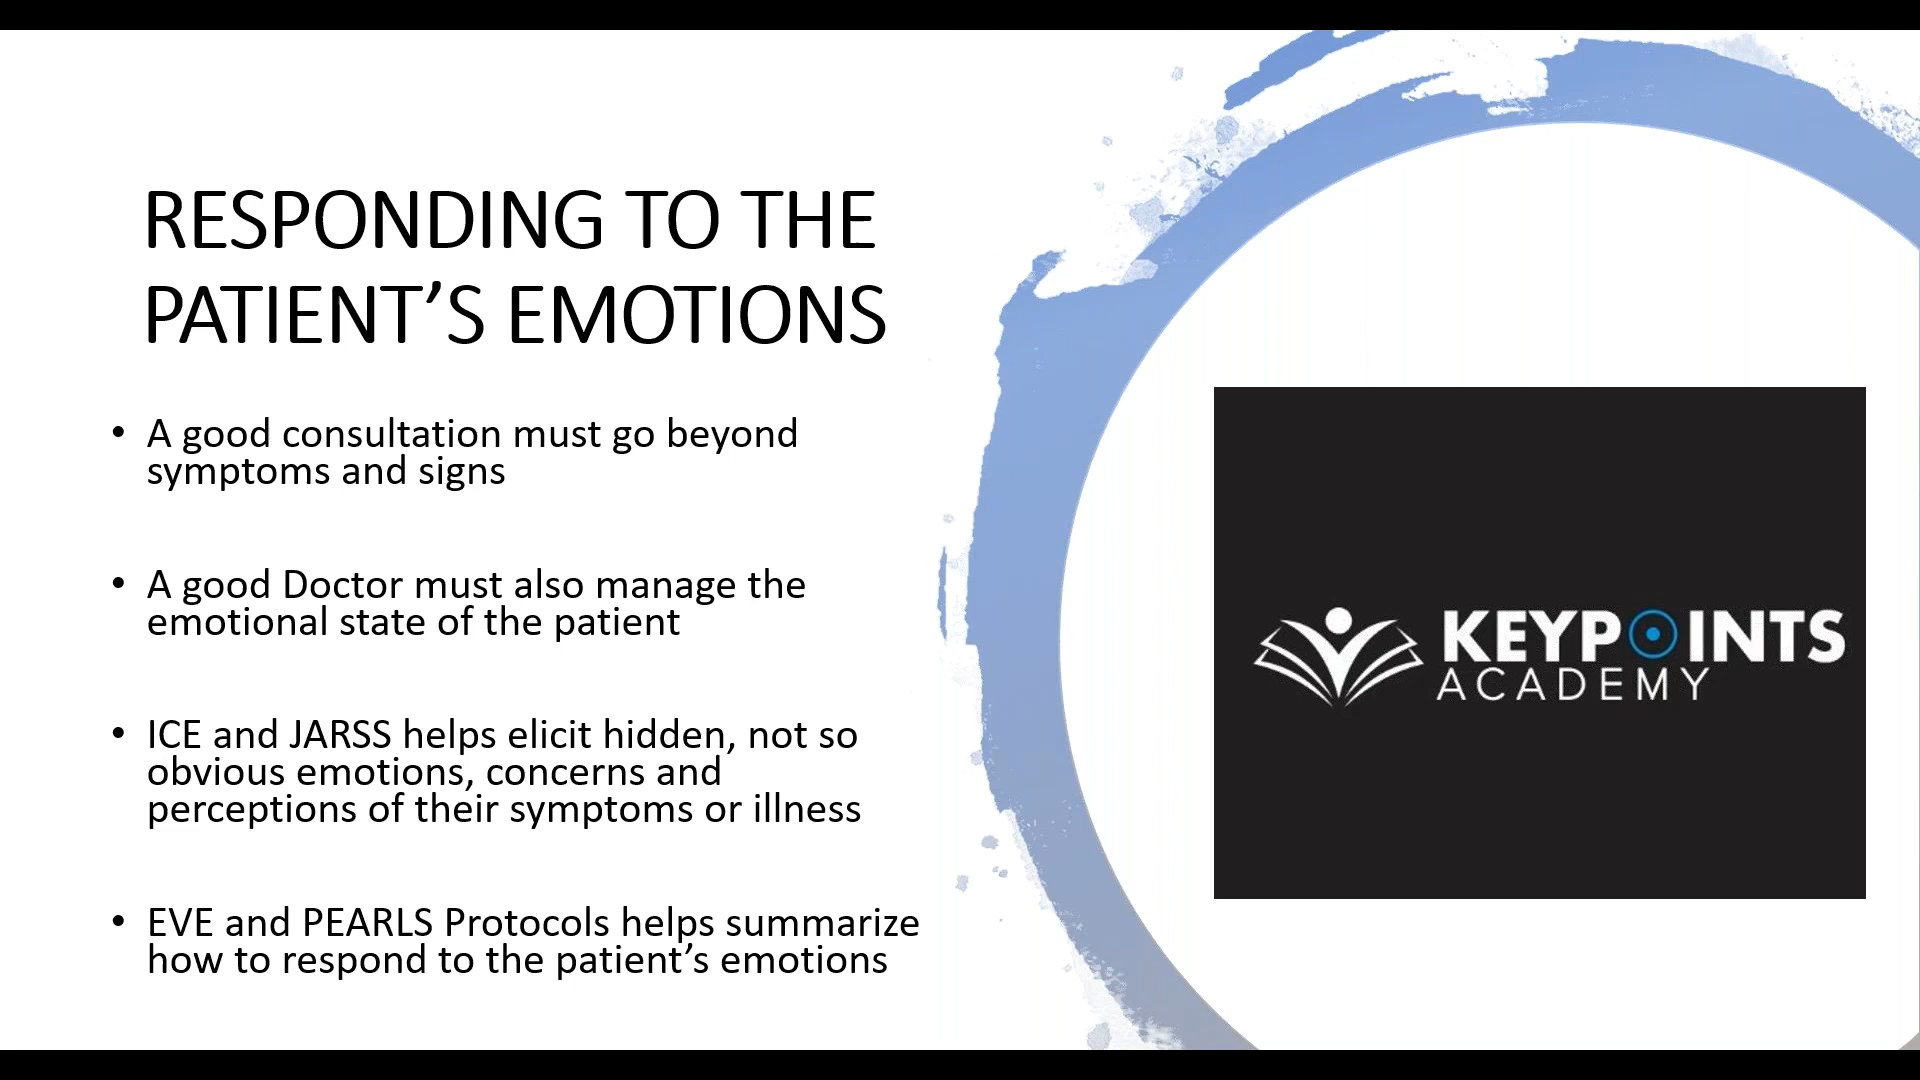 RESPONDING TO THE
PATIENT’S EMOTIONS
• A good consultation must go beyond
symptoms and signs
• A good Doctor must also manage the
emotional state of the patient
• ICE and JARSS helps elicit hidden, not so
obvious emotions, concerns and
perceptions of their symptoms or illness
• EVE and PEARLS Protocols helps summarize
how to respond to the patient’s emotions
KEYPOINTS
ACADEMY